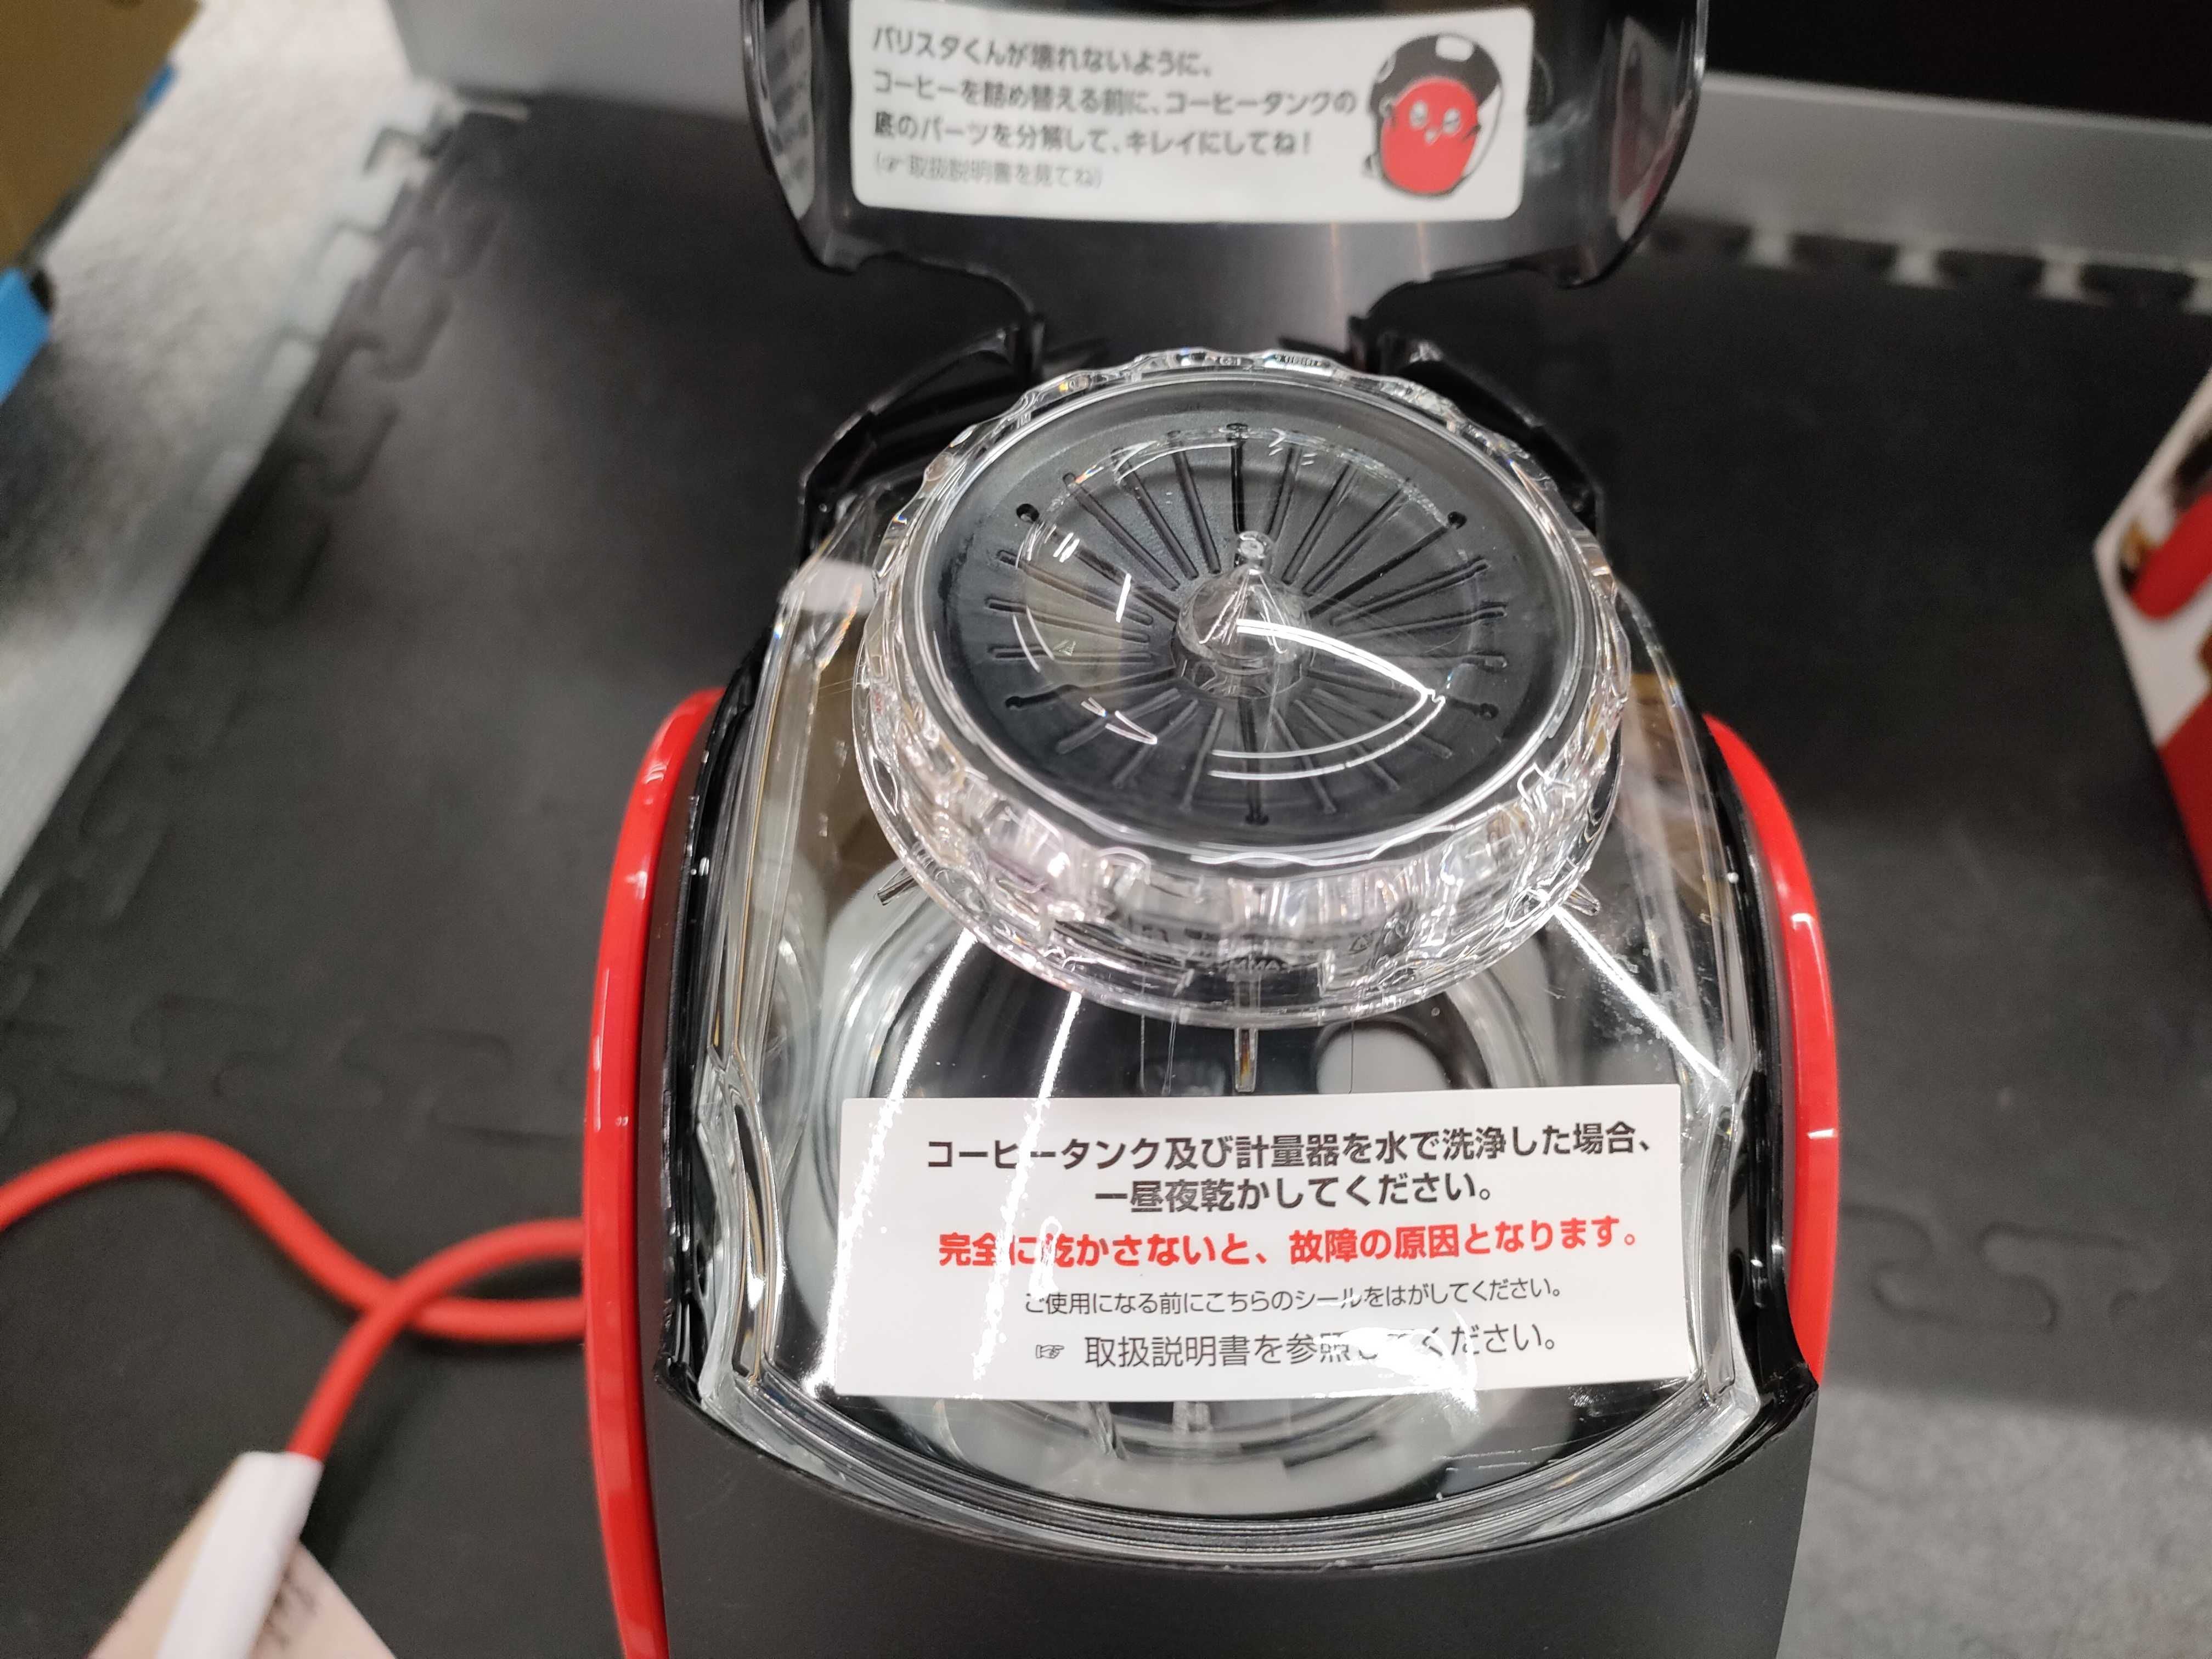 バリスタくんが壊れないように、
コーヒーを詰め替える前に、コーヒータンクの
底のパーツを分解して、キレイにしてね！
(☞取扱説明書を見てね)
コーヒータンク及び計量器を水で洗浄した場合、
一昼夜乾かしてください。
完全に乾かさないと、故障の原因となります。
ご使用になる前にこちらのシールをはがしてください。
☞ 取扱説明書を参照してください。